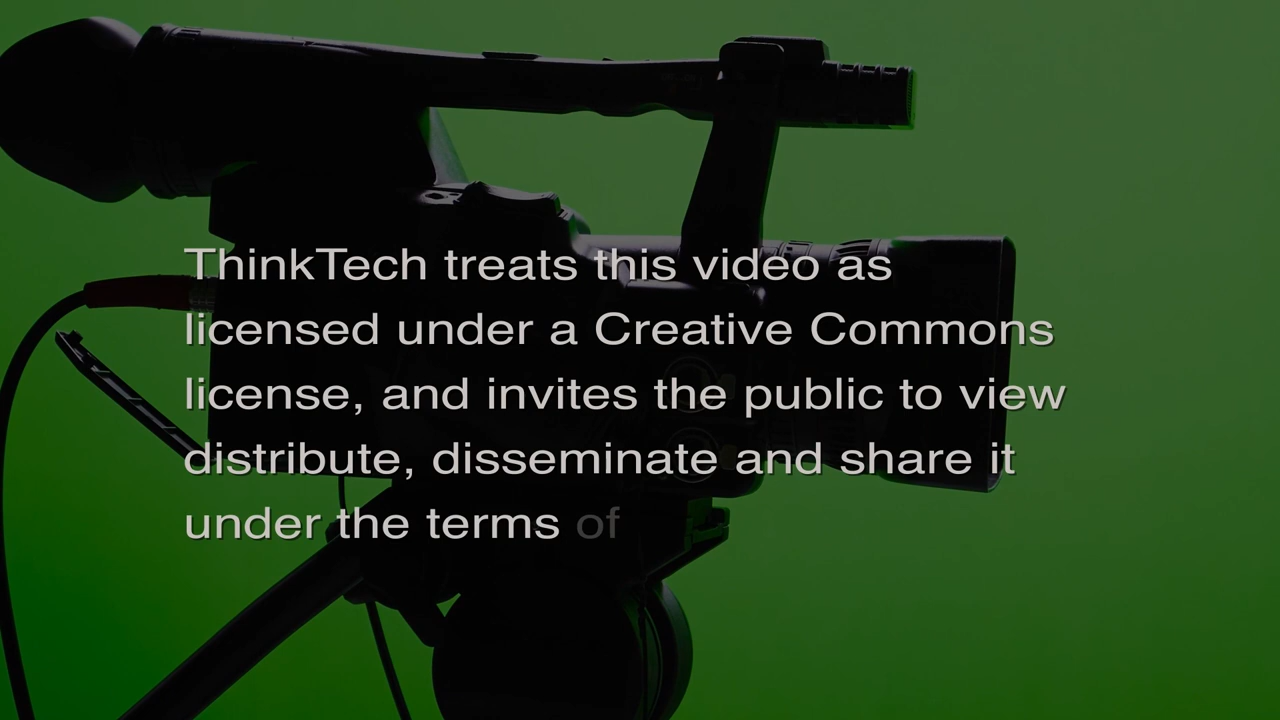 ThinkTech treats this video as
licensed under a Creative Commons
license, and invites the public to view
distribute, disseminate and share it
under the terms of